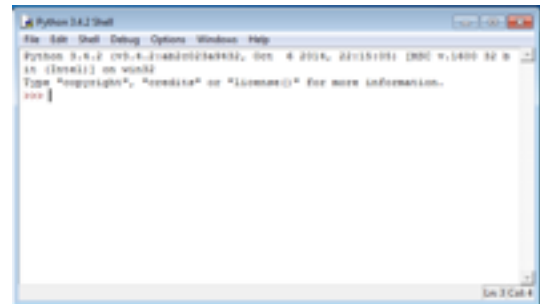 Python 3.4.2 Shell
File Edit Shell Debug Options Windows Help
Python 3.4.2 (v3.4.2:ab2c023a9432, Oct 6 2014, 22:15:05) [MSC v.1600 32 b
it (Intel)] on win32
Type "copyright", "credits" or "license()" for more information.
>>>
Ln: 3 Col: 4